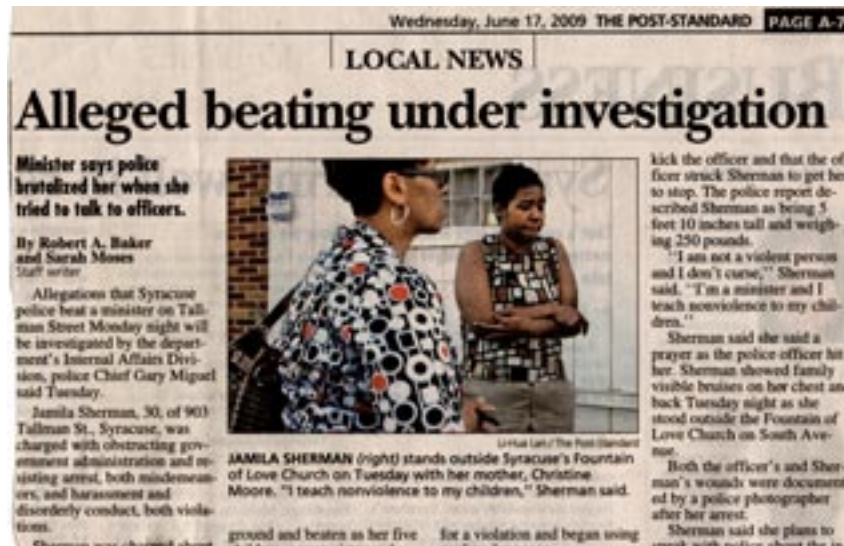 Wednesday, June 17, 2009 THE POST-STANDARD PAGE A-7
LOCAL NEWS
Alleged beating under investigation
Minister says police
brutalized her when she
tried to talk to officers.
By Robert A. Baker
and Sarah Moses
Staff writer
Allegations that Syracuse
police beat a minister on Tall-
man Street Monday night will
be investigated by the depart-
ment's Internal Affairs Divi-
sion, police Chief Gary Miguel
said Tuesday.
Jamila Sherman, 30, of 903
Tallman St., Syracuse, was
charged with obstructing gov-
ernment administration and re-
sisting arrest, both misdemean-
ors, and harassment and
disorderly conduct, both viola-
tions.
The Post-Standard
JAMILA SHERMAN (right) stands outside Syracuse's Fountain
of Love Church on Tuesday with her mother, Christine
Moore. "I teach nonviolence to my children," Sherman said.
ground and beaten as her five
for a violation and began using
kick the officer and that the of-
ficer struck Sherman to get her
to stop. The police report de-
scribed Sherman as being 5
feet 10 inches tall and weigh-
ing 250 pounds.
"I am not a violent person
and I don't curse," Sherman
said. "I'm a minister and I
teach nonviolence to my chil-
dren."
Sherman said she said a
prayer as the police officer hit
her. Sherman showed family
visible bruises on her chest and
back Tuesday night as she
stood outside the Fountain of
Love Church on South Ave-
nue.
Both the officer's and Sher-
man's wounds were document-
ed by a police photographer
after her arrest.
Sherman said she plans to